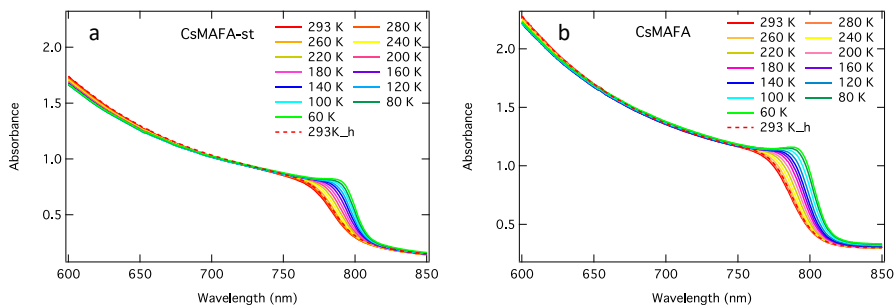 a
CsMAFA-st
293 K 280 K
260 K 240 K
220 K 200 K
180 K 160 K
140 K 120 K
100 K 80 K
60 K
293K_h
Absorbance
2.0
1.5
1.0
0.5
600 650 700 750 800 850
Wavelength (nm)
b
CsMAFA
293 K 280 K
260 K 240 K
220 K 200 K
180 K 160 K
140 K 120 K
100 K 80 K
60 K
293 K_h
Absorbance
2.0
1.5
1.0
0.5
600 650 700 750 800 850
Wavelength (nm)